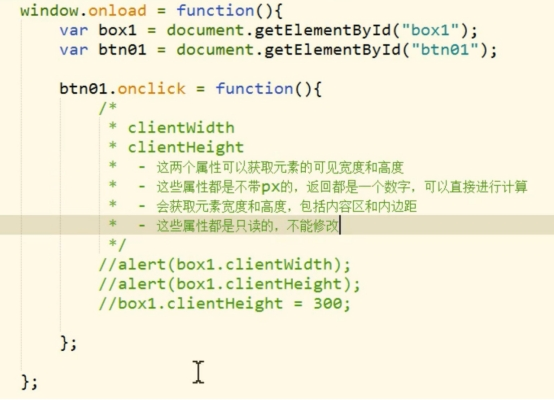 window.onload = function(){
var box1 = document.getElementById("box1");
var btn01 = document.getElementById("btn01");
btn01.onclick = function(){
/*
* clientWidth
* clientHeight
* - 这两个属性可以获取元素的可见宽度和高度
* - 这些属性都是不带px的，返回都是一个数字，可以直接进行计算
* - 会获取元素宽度和高度，包括内容区和内边距
* - 这些属性都是只读的，不能修改
*/
//alert(box1.clientWidth);
//alert(box1.clientHeight);
//box1.clientHeight = 300;
};
};